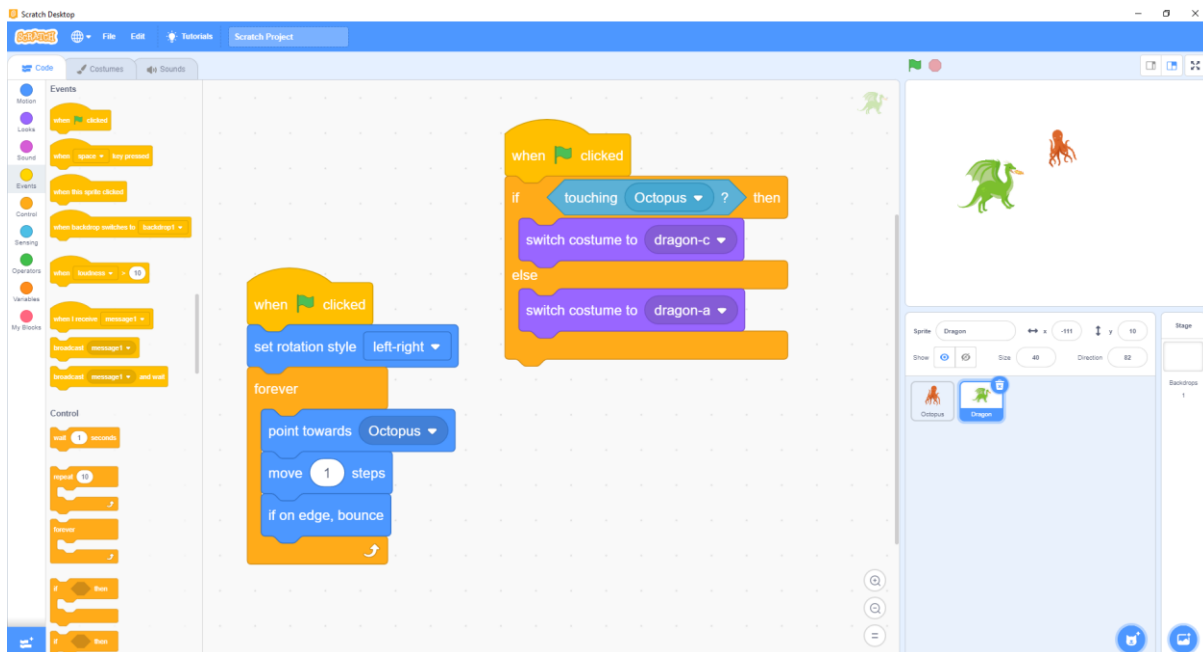 Scratch Desktop
SCRATCH File Edit Tutorials Scratch Project
Code Costumes Sounds
Motion
Looks
Sound
Events
Control
Sensing
Operators
Variables
My Blocks
Events
when clicked
when space key pressed
when this sprite clicked
when backdrop switches to backdrop1
when loudness > 10
when I receive message1
broadcast message1
broadcast message1 and wait
Control
wait 1 seconds
repeat 10
forever
if then
if then
when clicked
set rotation style left-right
forever
point towards Octopus
move 1 steps
if on edge, bounce
when clicked
if touching Octopus ? then
switch costume to dragon-c
else
switch costume to dragon-a
Sprite Dragon x -111 y 10
Show Size 40 Direction 82
Octopus
Dragon
Stage
Backdrops
1